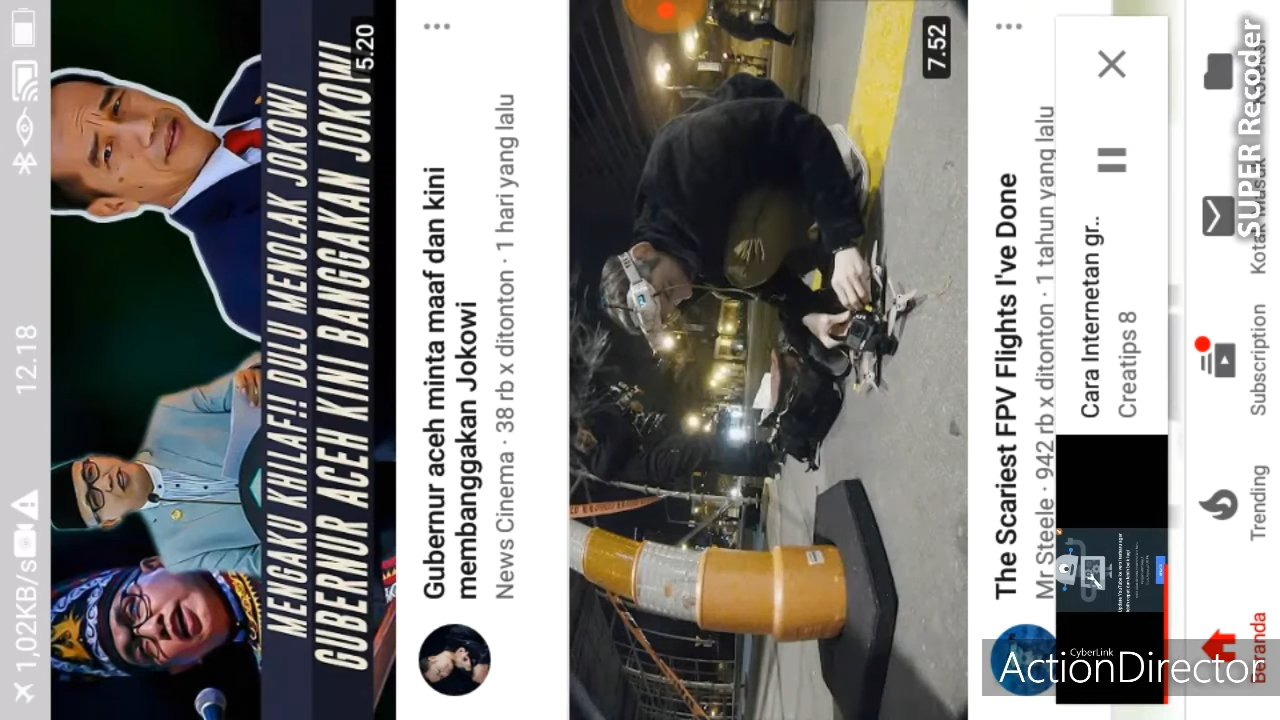 1,02KB/s
12.18
MENGAKU KHILAF!! DULU MENOLAK JOKOWI
GUBERNUR ACEH KINI BANGGAKAN JOKOWI
5.20
Gubernur aceh minta maaf dan kini
membanggakan Jokowi
News Cinema · 38 rb x ditonton · 1 hari yang lalu
7.52
The Scariest FPV Flights I've Done
Mr Steele · 942 rb x ditonton · 1 tahun yang lalu
Cara Internetan gr..
Creatips 8
Beranda
Trending
Subscription
Kotak Masuk
Koleksi
SUPER Recoder
CyberLink
ActionDirector